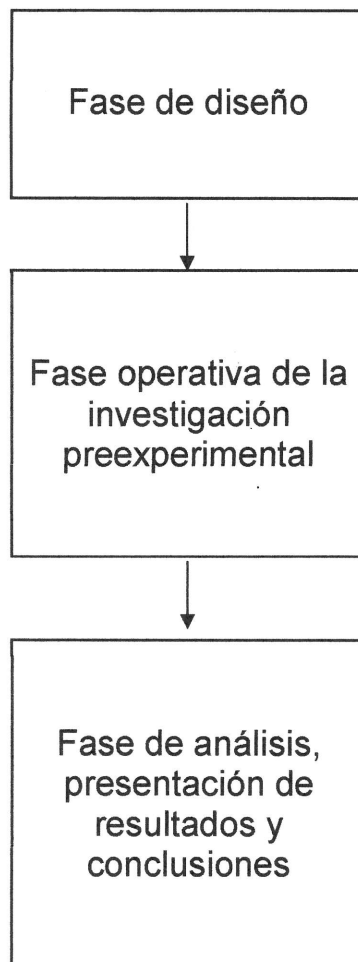 Fase de diseño
Fase operativa de la
investigación
preexperimental
Fase de análisis,
presentación de
resultados y
conclusiones